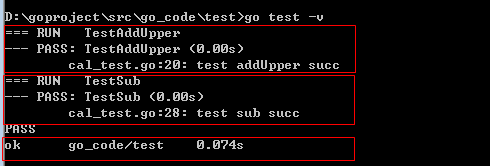 D:\goproject\src\go_code\test>go test -v
=== RUN   TestAddUpper
--- PASS: TestAddUpper (0.00s)
        cal_test.go:20: test addUpper succ
=== RUN   TestSub
--- PASS: TestSub (0.00s)
        cal_test.go:28: test sub succ
PASS
ok      go_code/test    0.074s